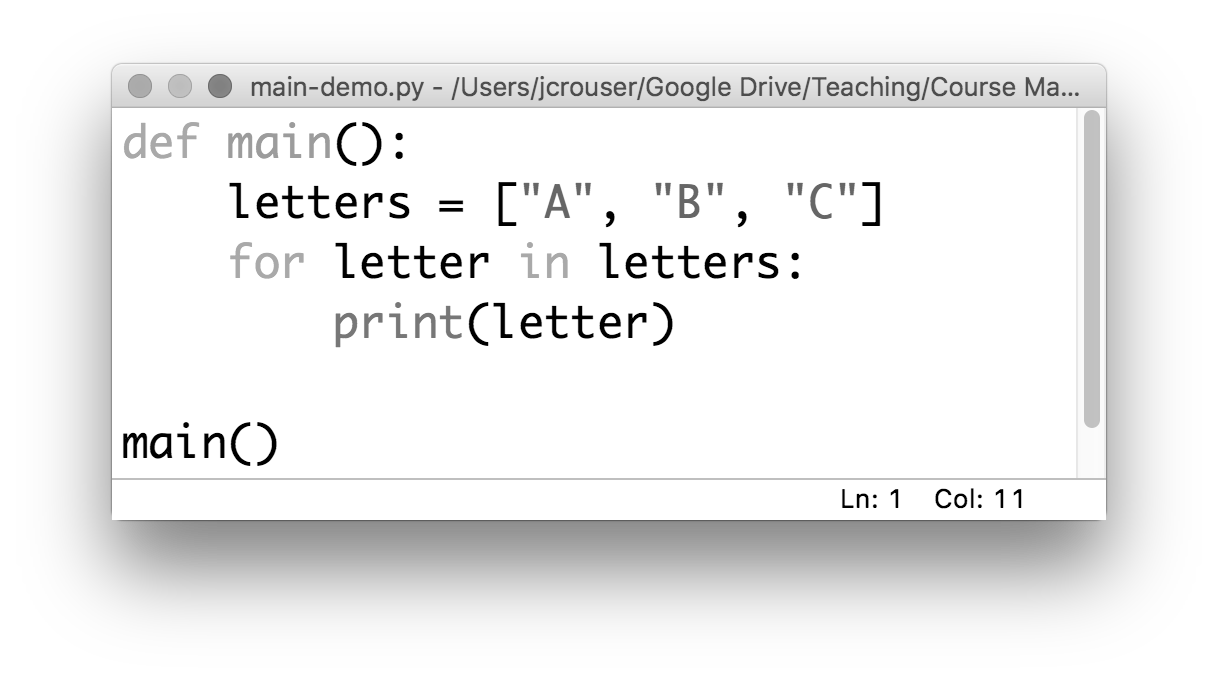 main-demo.py - /Users/jcrouser/Google Drive/Teaching/Course Ma...
def main():
    letters = ["A", "B", "C"]
    for letter in letters:
        print(letter)
main()
Ln: 1 Col: 11